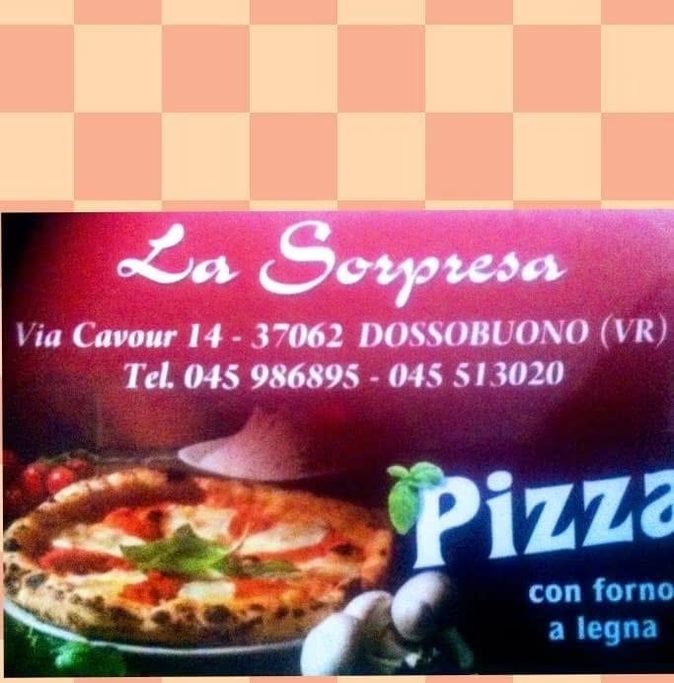 La Sorpresa
Via Cavour 14 - 37062 DOSSOBUONO (VR)
Tel. 045 986895 - 045 513020
Pizza
con forno
a legna